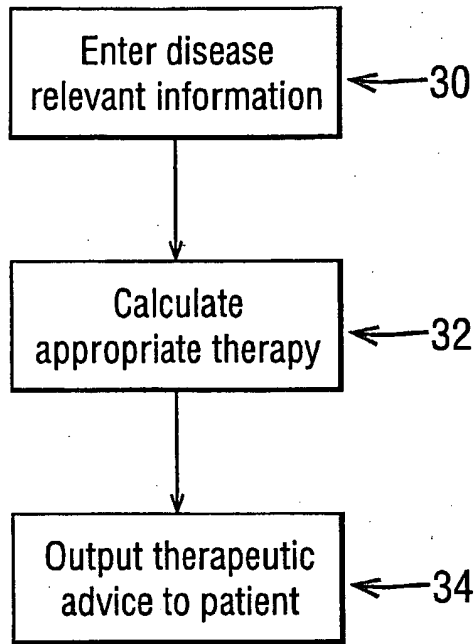 Enter disease
relevant information
30
Calculate
appropriate therapy
32
Output therapeutic
advice to patient
34